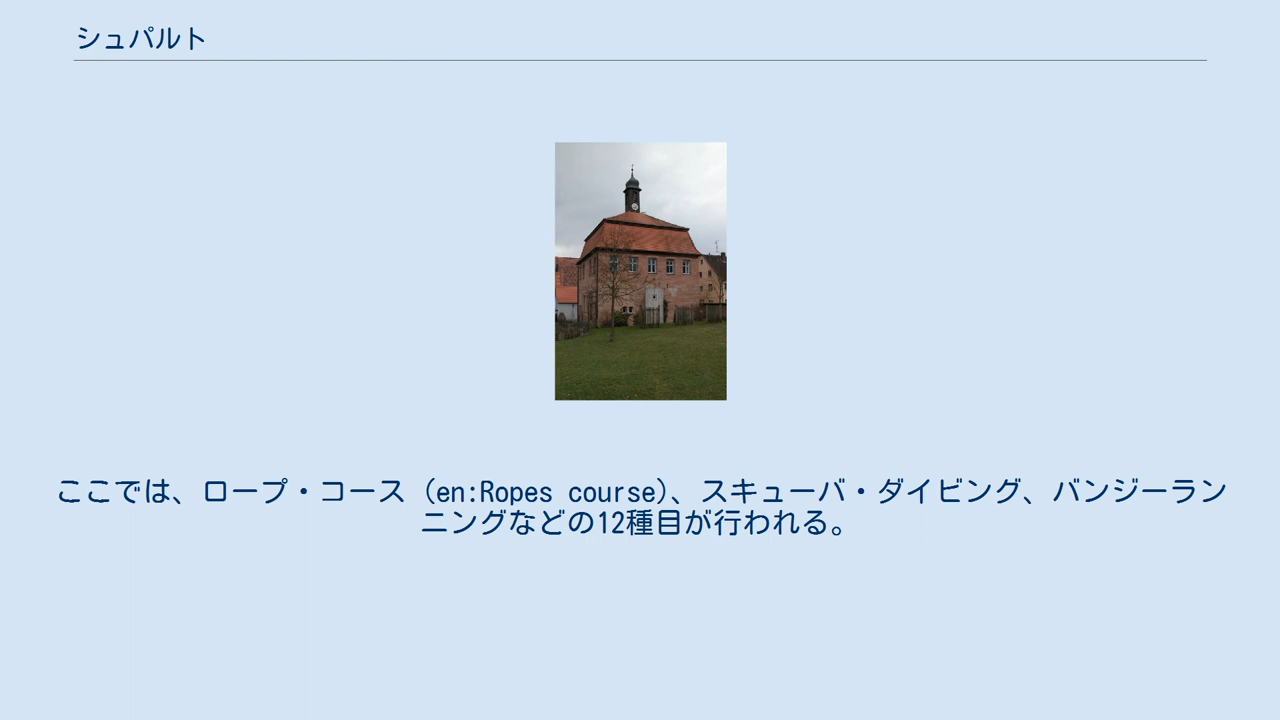 シュパルト
ここでは、ロープ・コース（en:Ropes course）、スキューバ・ダイビング、バンジーラン
ニングなどの12種目が行われる。